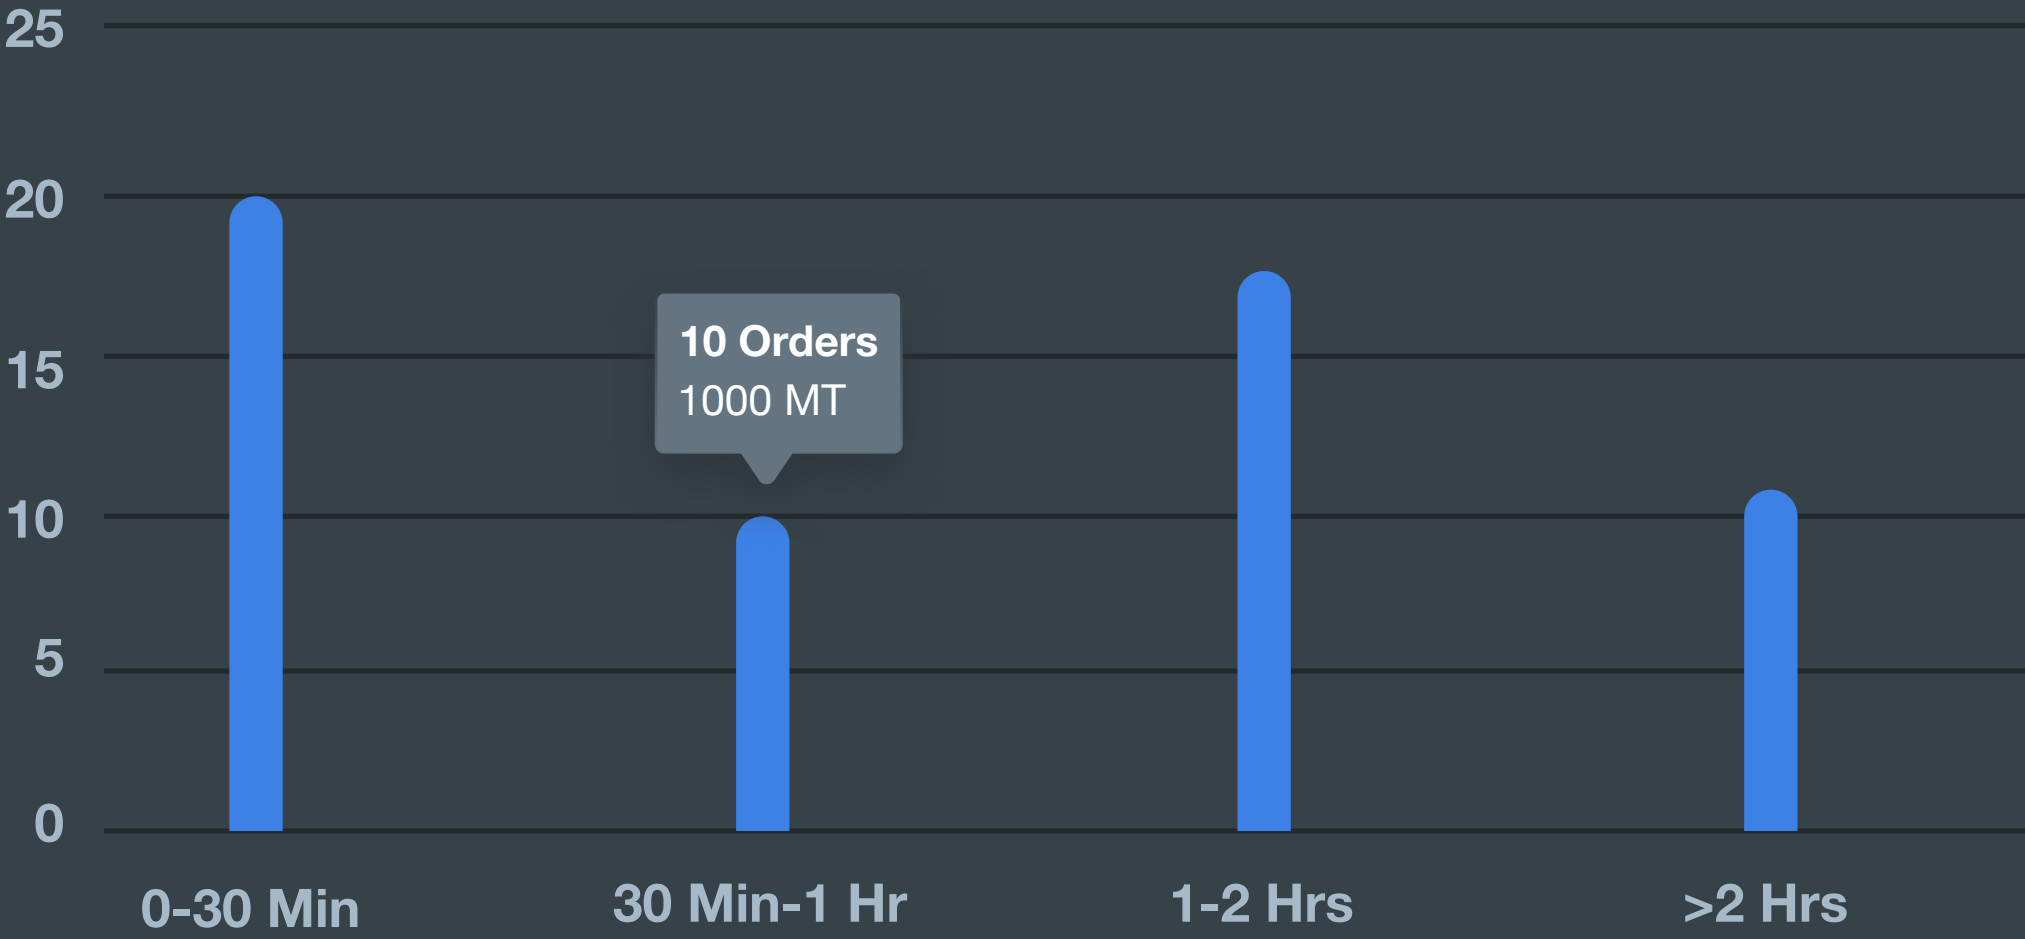 25
20
15
10
5
0
10 Orders
1000 MT
0-30 Min
30 Min-1 Hr
1-2 Hrs
>2 Hrs